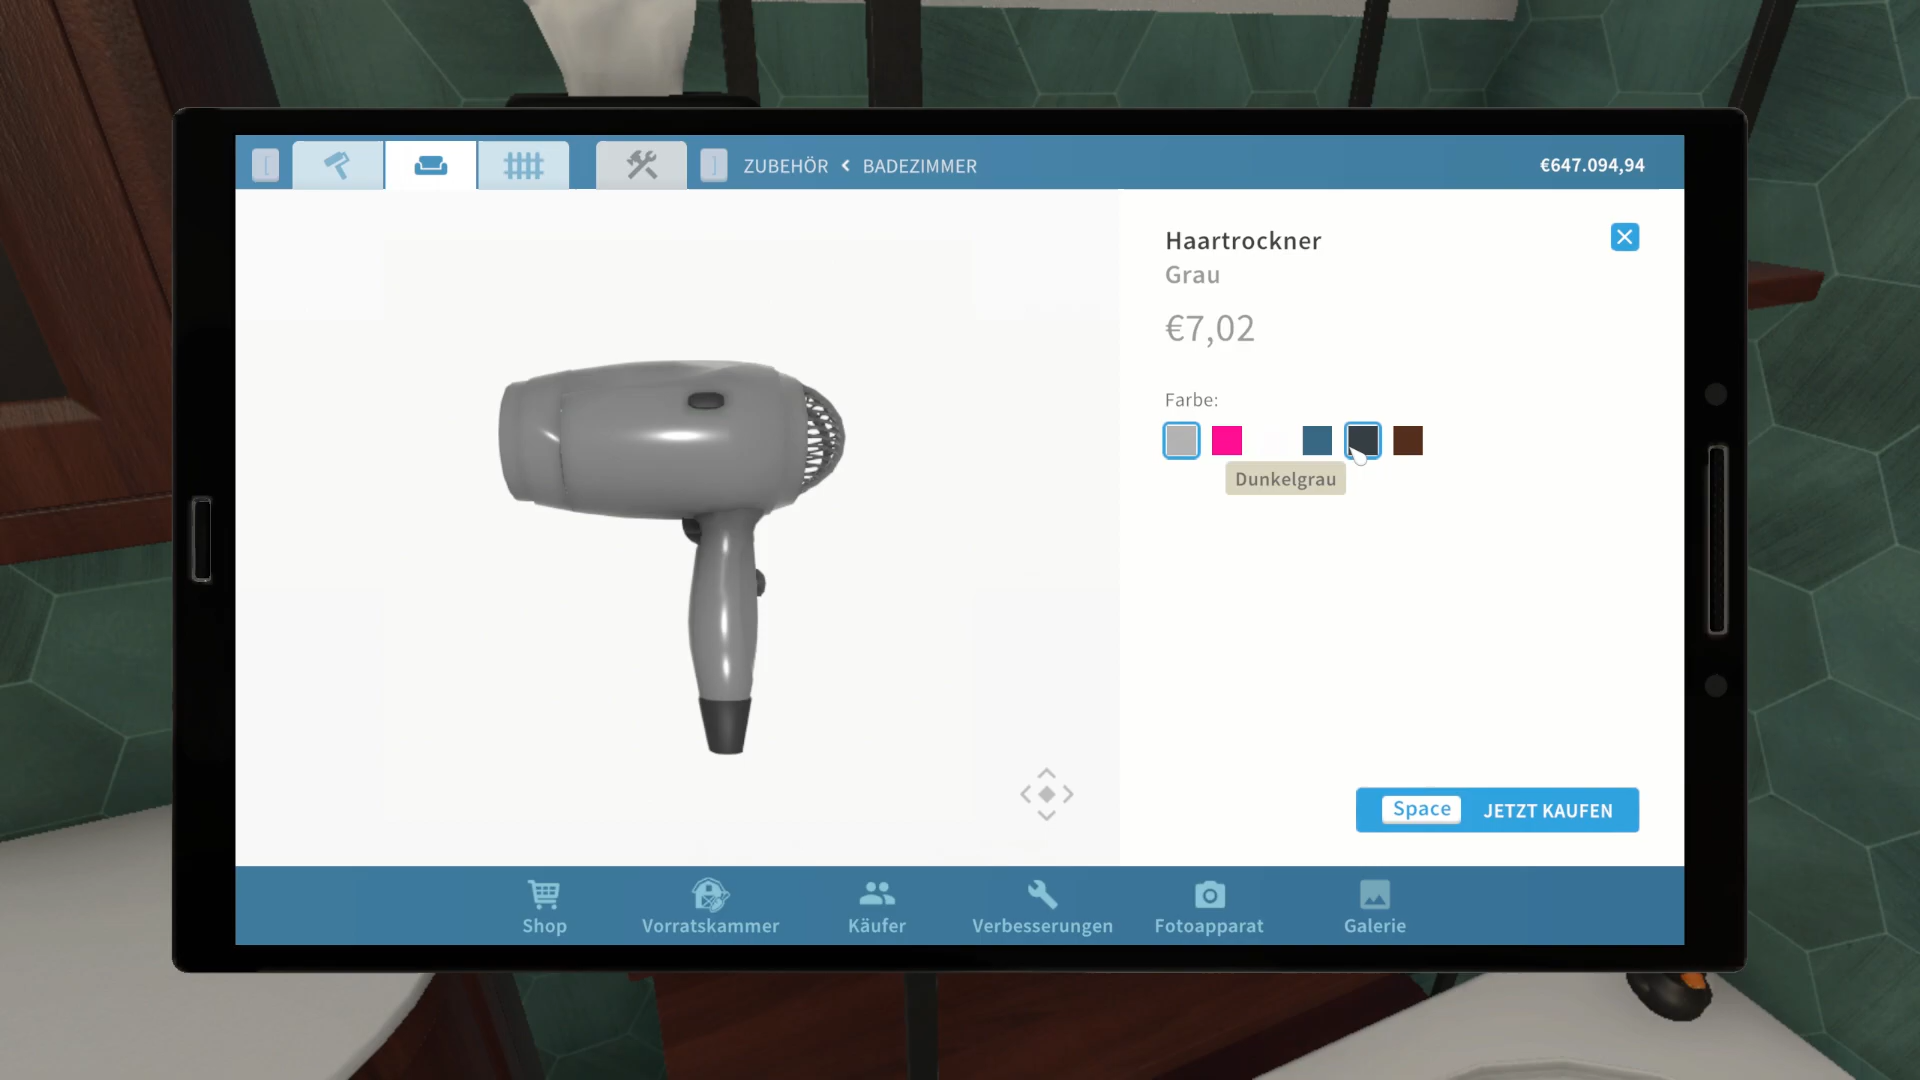 [
]
ZUBEHÖR < BADEZIMMER
€647.094,94
Haartrockner
Grau
€7,02
Farbe:
Dunkelgrau
Space JETZT KAUFEN
Shop
Vorratskammer
Käufer
Verbesserungen
Fotoapparat
Galerie